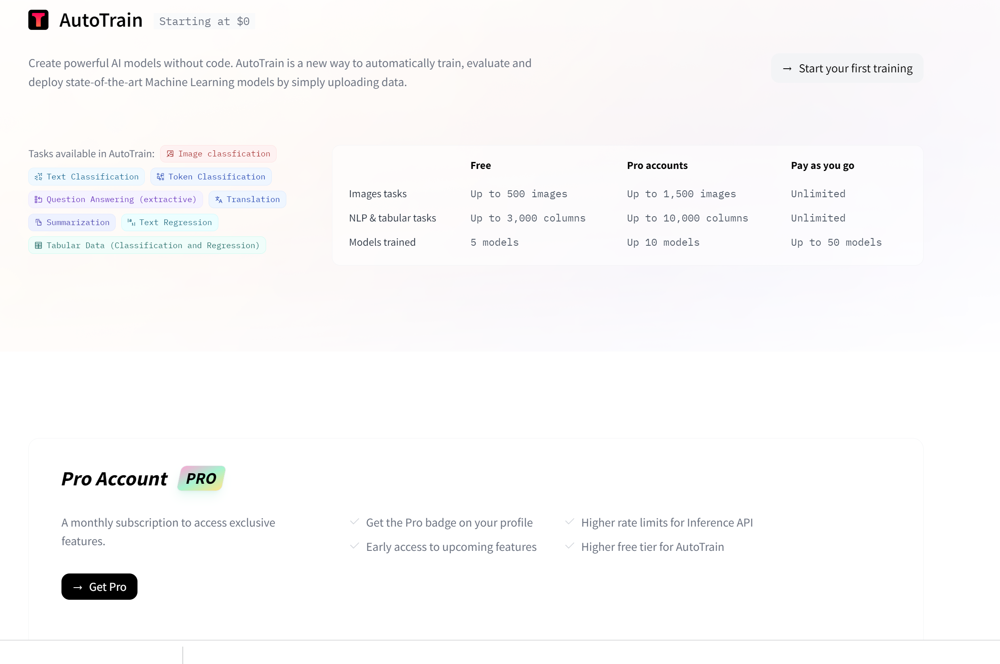 AutoTrain Starting at $0
Create powerful AI models without code. AutoTrain is a new way to automatically train, evaluate and
deploy state-of-the-art Machine Learning models by simply uploading data.
→ Start your first training
Tasks available in AutoTrain: Image classfication
Text Classification Token Classification
Question Answering (extractive) Translation
Summarization Text Regression
Tabular Data (Classification and Regression)
Free Pro accounts Pay as you go
Images tasks Up to 500 images Up to 1,500 images Unlimited
NLP & tabular tasks Up to 3,000 columns Up to 10,000 columns Unlimited
Models trained 5 models Up 10 models Up to 50 models
Pro Account PRO
A monthly subscription to access exclusive
features.
→ Get Pro
Get the Pro badge on your profile
Early access to upcoming features
Higher rate limits for Inference API
Higher free tier for AutoTrain